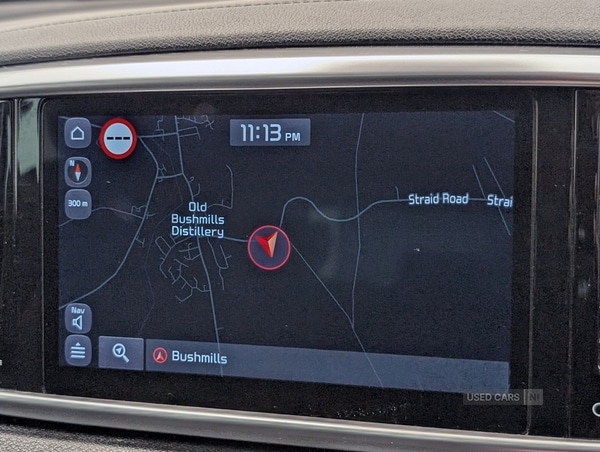 11:13 PM
N
300 m
Old
Bushmills
Distillery
Straid Road
Strai
Nav
Bushmills
USED CARS NI